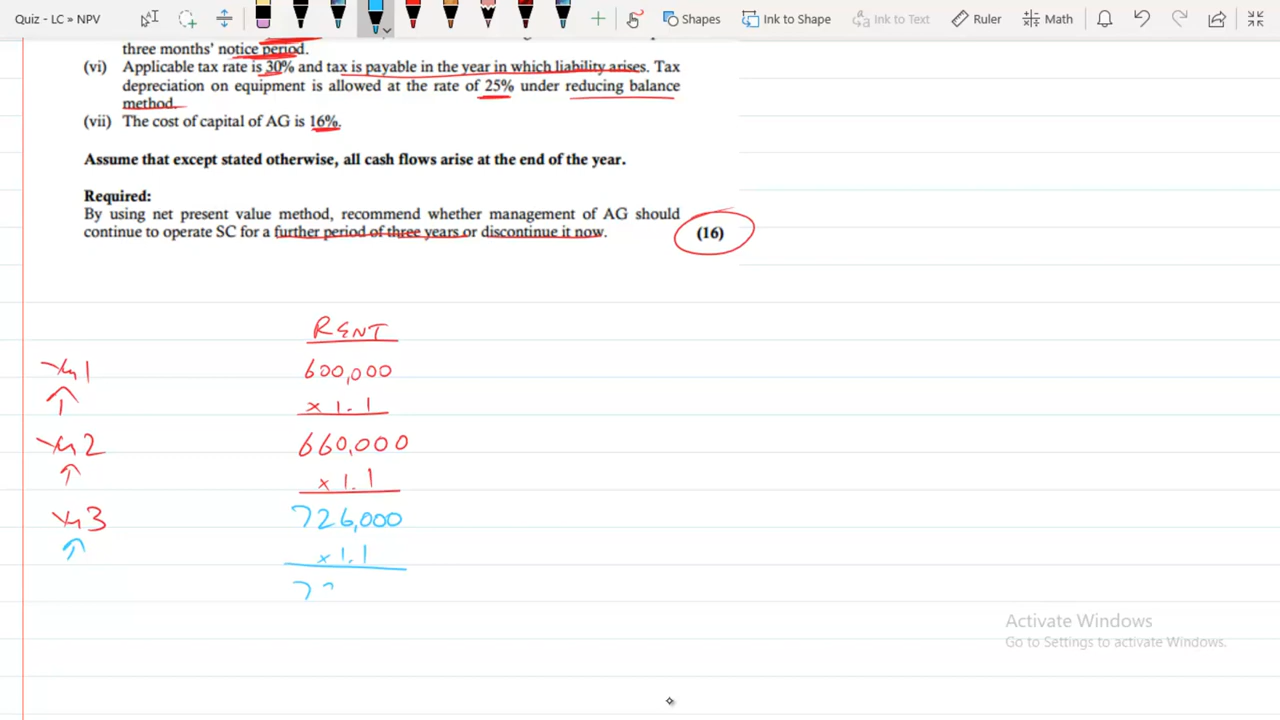 Quiz - LC » NPV
Shapes
Ink to Shape
Ink to Text
Ruler
Math
three months' notice period.
(vi) Applicable tax rate is 30% and tax is payable in the year in which liability arises. Tax
depreciation on equipment is allowed at the rate of 25% under reducing balance
method.
(vii) The cost of capital of AG is 16%.
Assume that except stated otherwise, all cash flows arise at the end of the year.
Required:
By using net present value method, recommend whether management of AG should
continue to operate SC for a further period of three years or discontinue it now.
(16)
RENT
Yr 1 600,000
x 1.1
Yr 2 660,000
x 1.1
Yr 3 726,000
x 1.1
7
Activate Windows
Go to Settings to activate Windows.